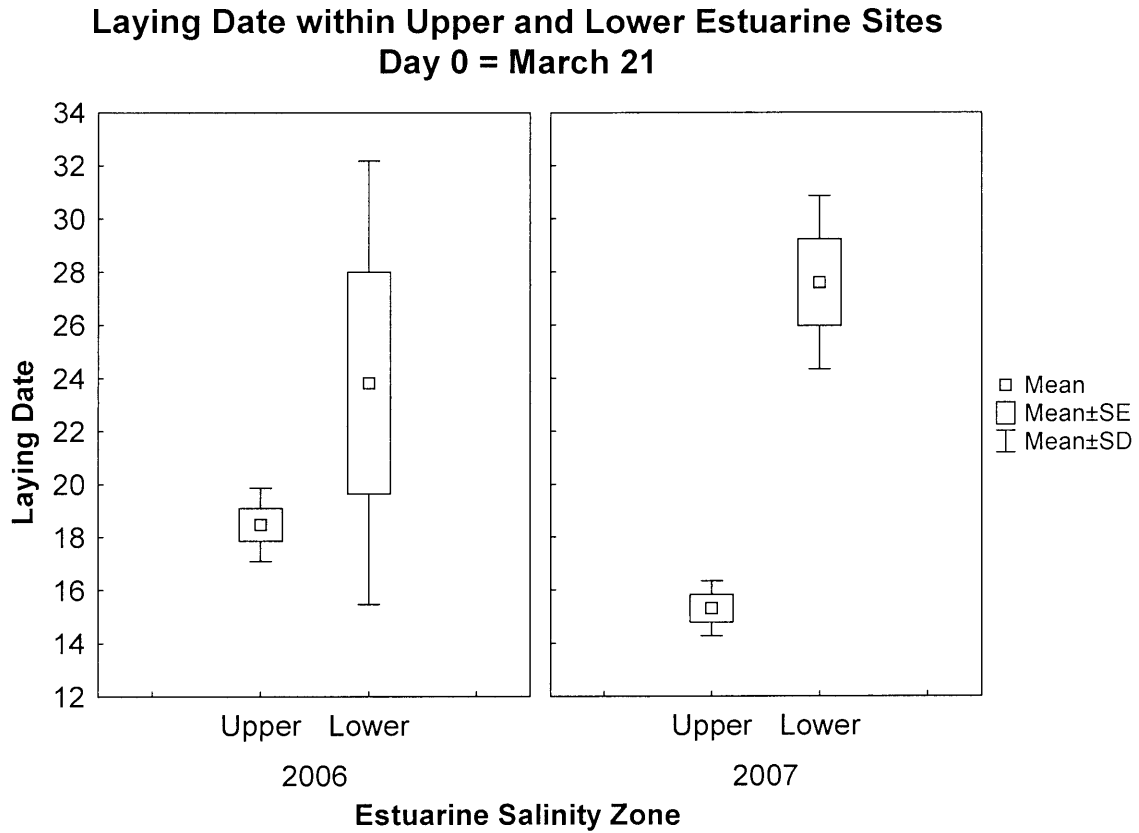 Laying Date within Upper and Lower Estuarine Sites
Day 0 = March 21
34
32
30
28
26
24
22
20
18
16
14
12
Laying Date
Upper Lower
Upper Lower
2006
2007
Estuarine Salinity Zone
Mean
Mean±SE
Mean±SD